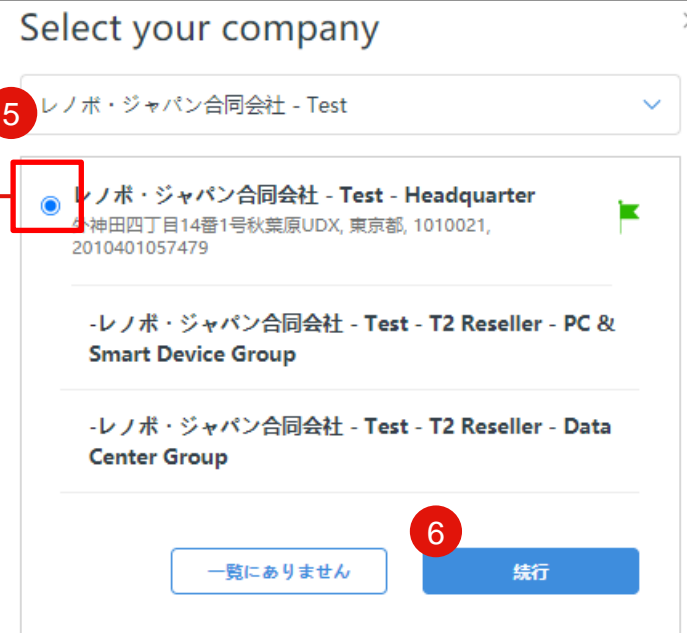 Select your company
5
レノボ・ジャパン合同会社 - Test
レノボ・ジャパン合同会社 - Test - Headquarter
外神田四丁目14番1号秋葉原UDX, 東京都, 1010021,
2010401057479
-レノボ・ジャパン合同会社 - Test - T2 Reseller - PC &
Smart Device Group
-レノボ・ジャパン合同会社 - Test - T2 Reseller - Data
Center Group
6
一覧にありません
続行